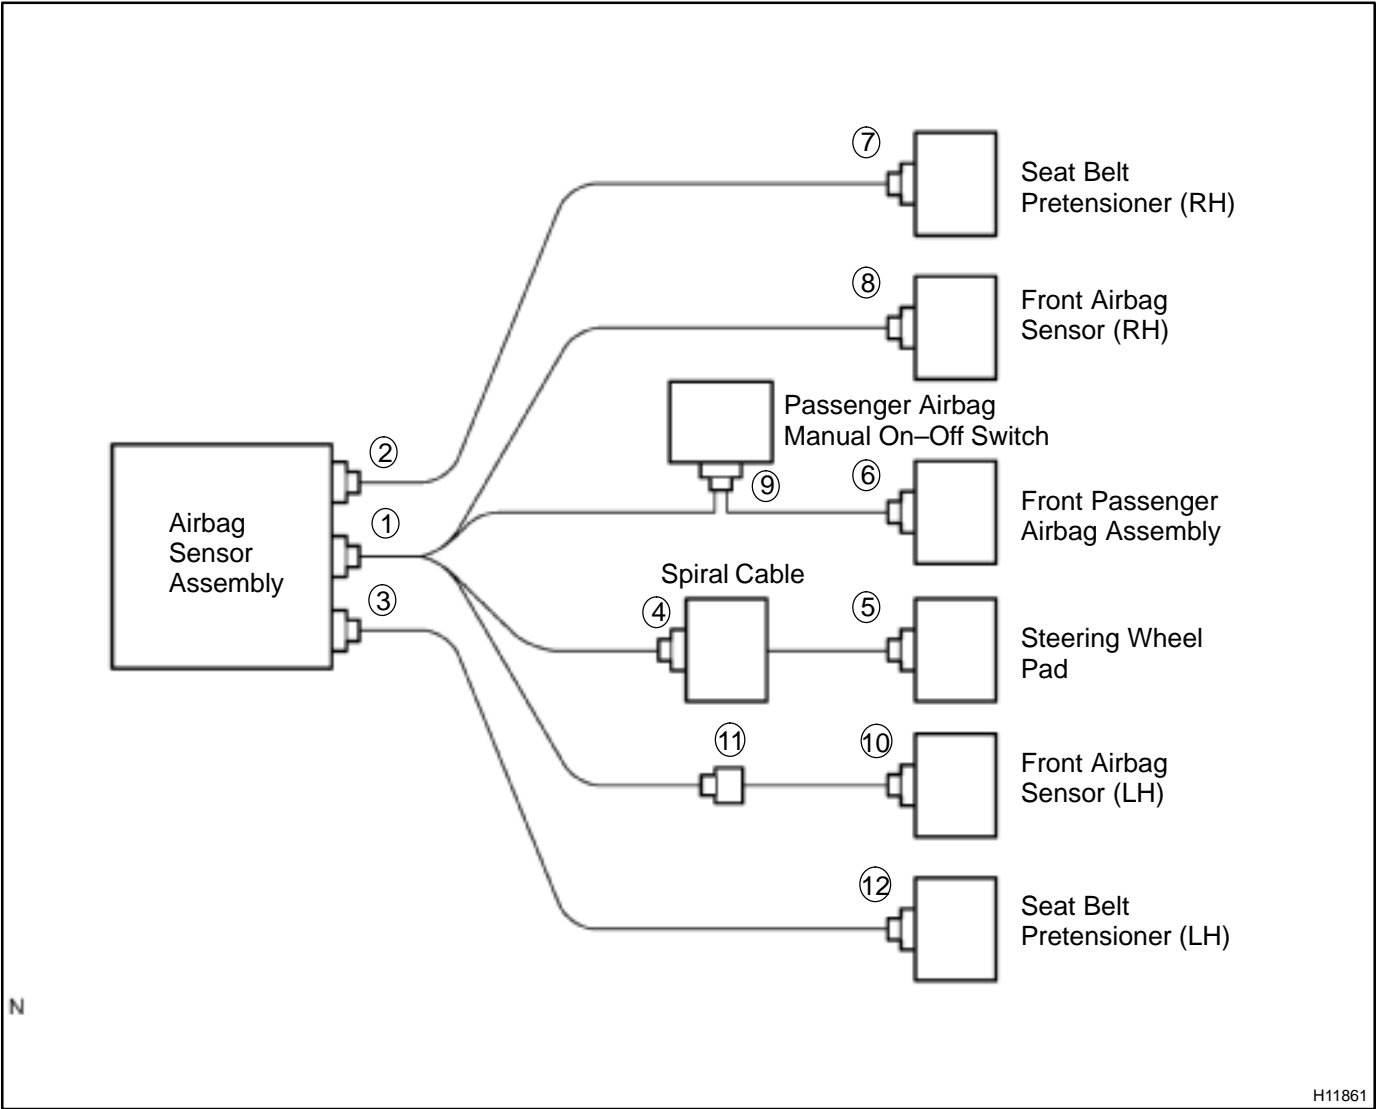 7
Seat Belt
Pretensioner (RH)
8
Front Airbag
Sensor (RH)
Passenger Airbag
Manual On–Off Switch
9
6
Front Passenger
Airbag Assembly
2
1
3
Airbag
Sensor
Assembly
Spiral Cable
4
5
Steering Wheel
Pad
11
10
Front Airbag
Sensor (LH)
12
Seat Belt
Pretensioner (LH)
N
H11861